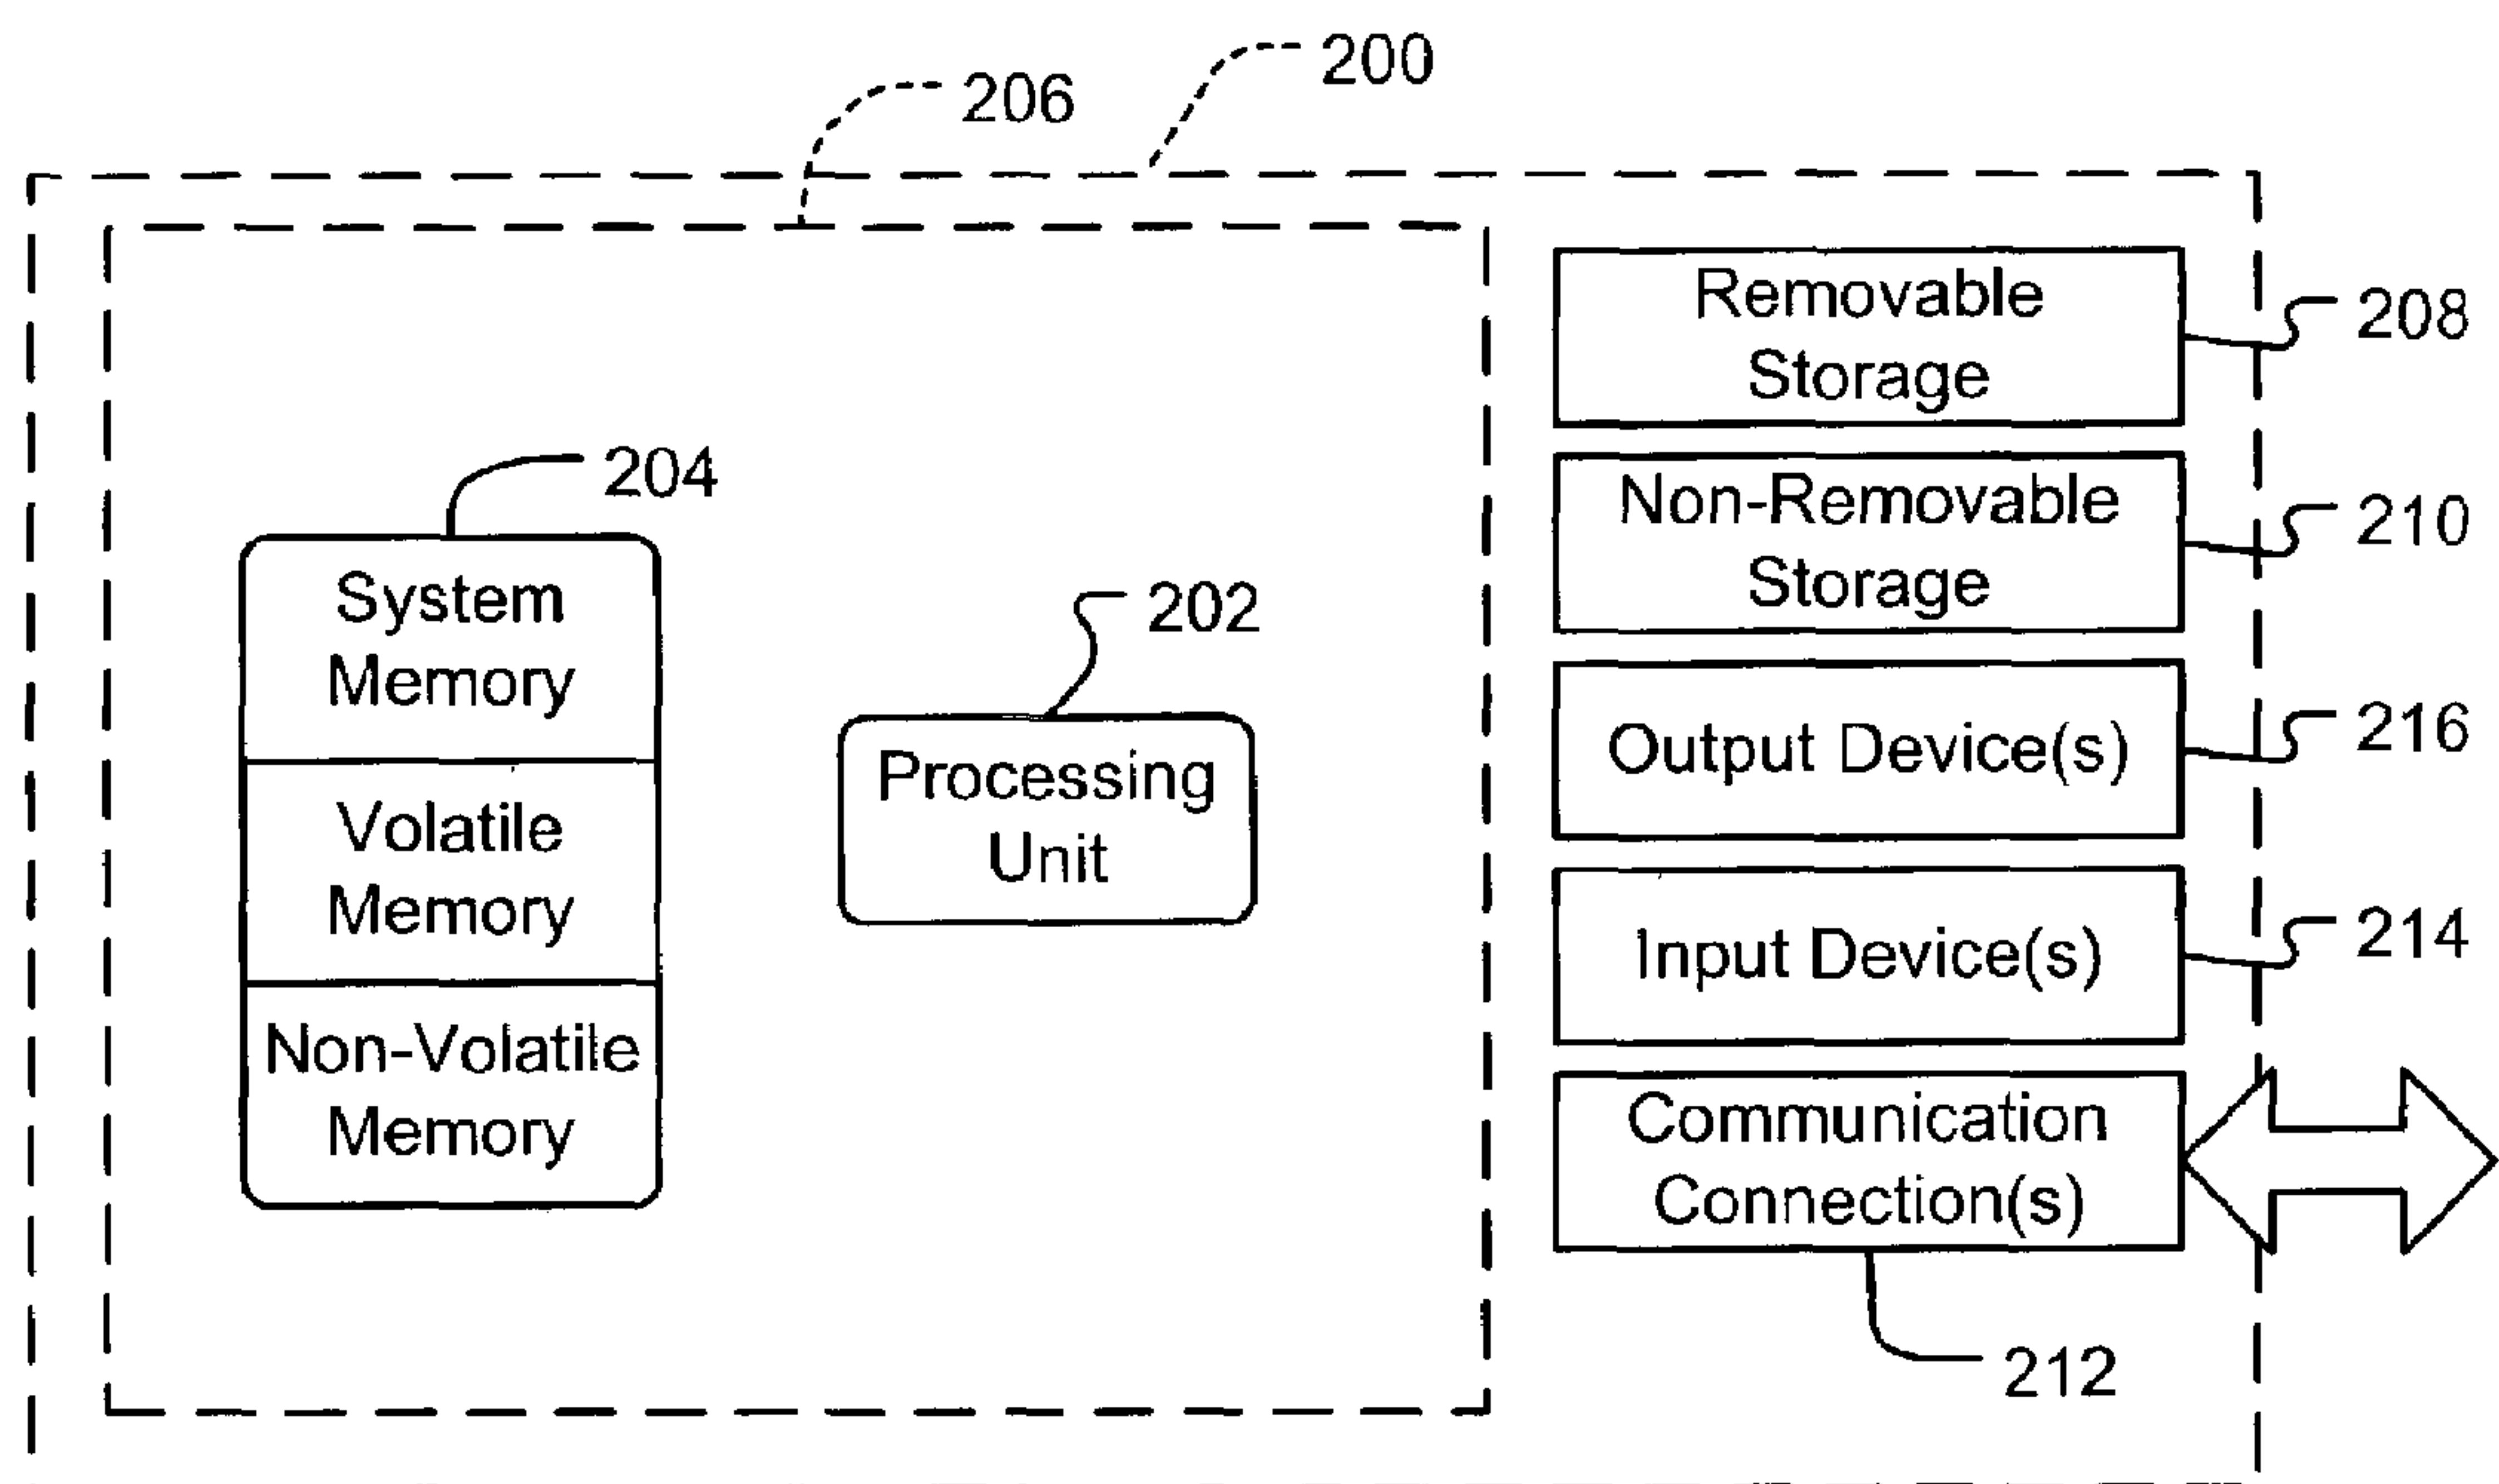 200
206
Removable
Storage
208
204
Non-Removable
Storage
210
System
Memory
202
Output Device(s)
216
Processing
Unit
Volatile
Memory
Input Device(s)
214
Non-Volatile
Memory
Communication
Connection(s)
212